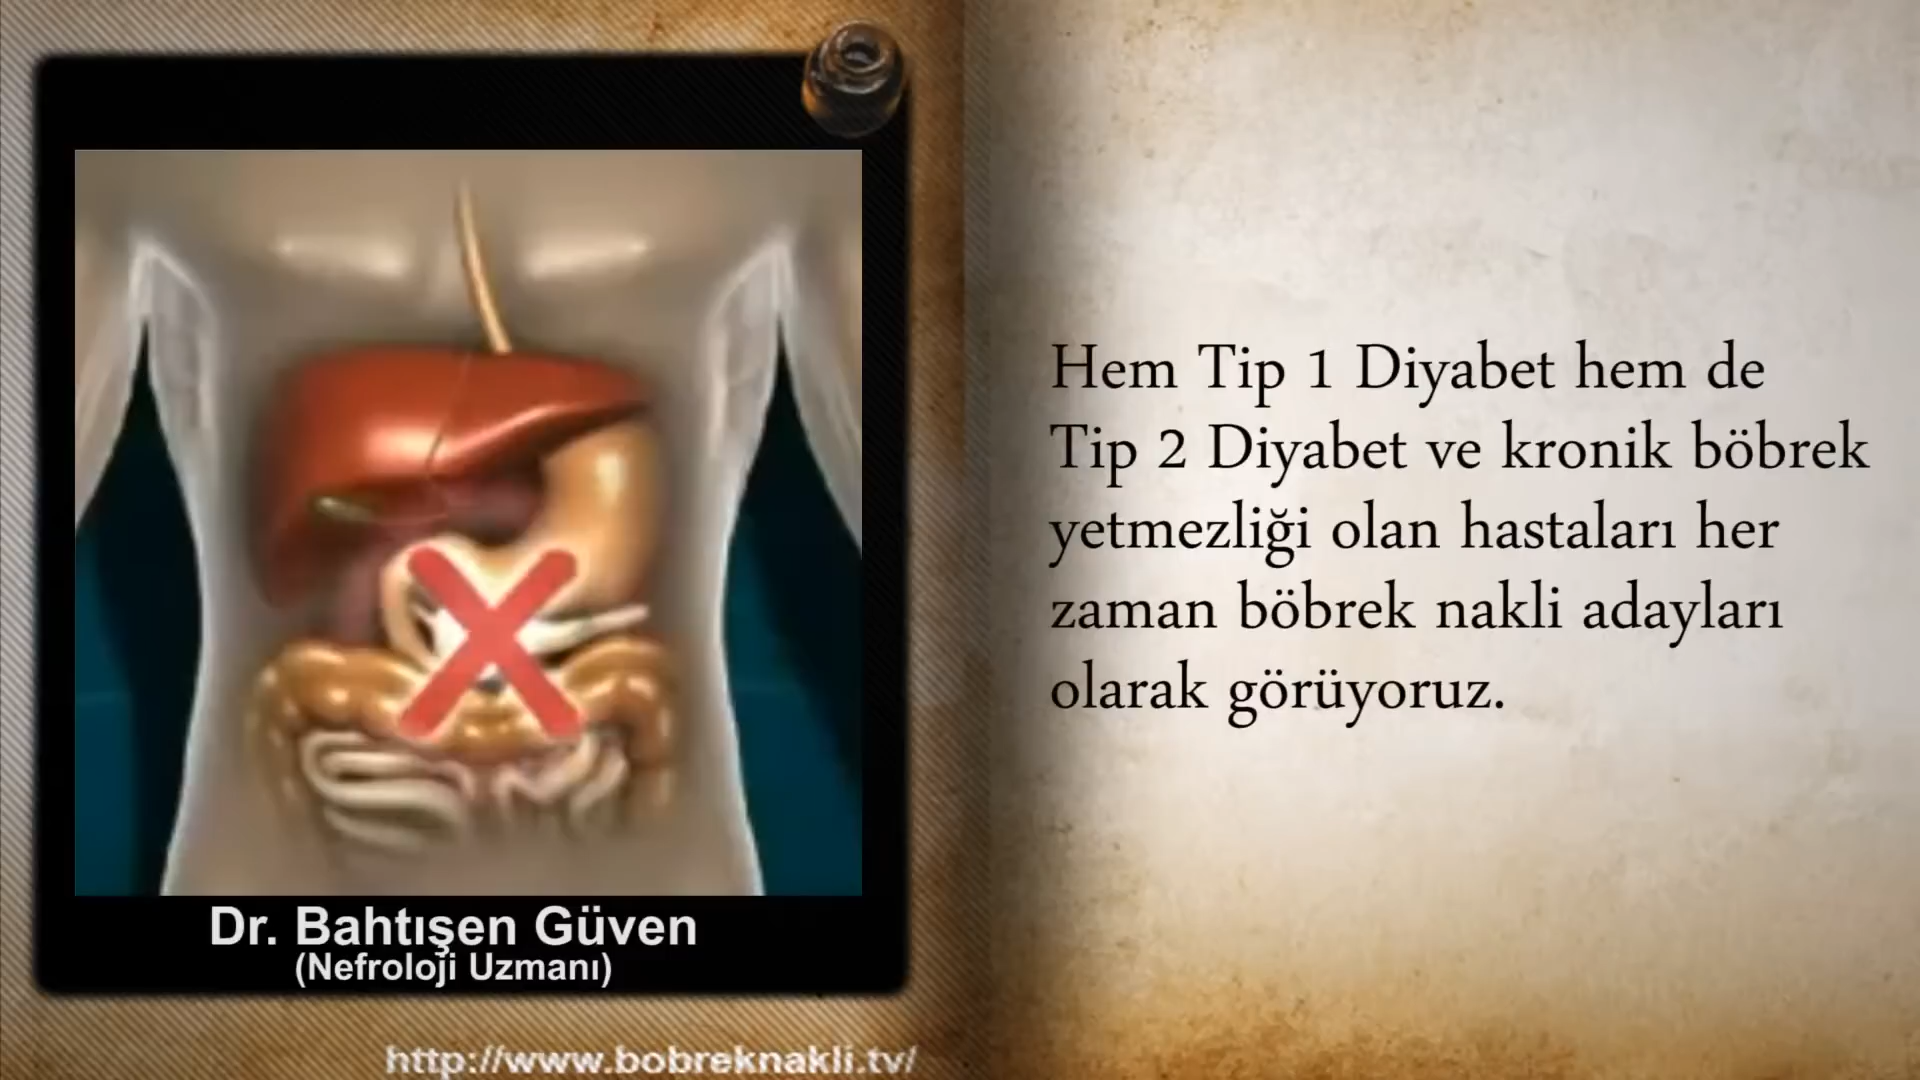 Dr. Bahtışen Güven
(Nefroloji Uzmanı)
http://www.bobreknakli.tv/
Hem Tip 1 Diyabet hem de
Tip 2 Diyabet ve kronik böbrek
yetmezliği olan hastaları her
zaman böbrek nakli adayları
olarak görüyoruz.